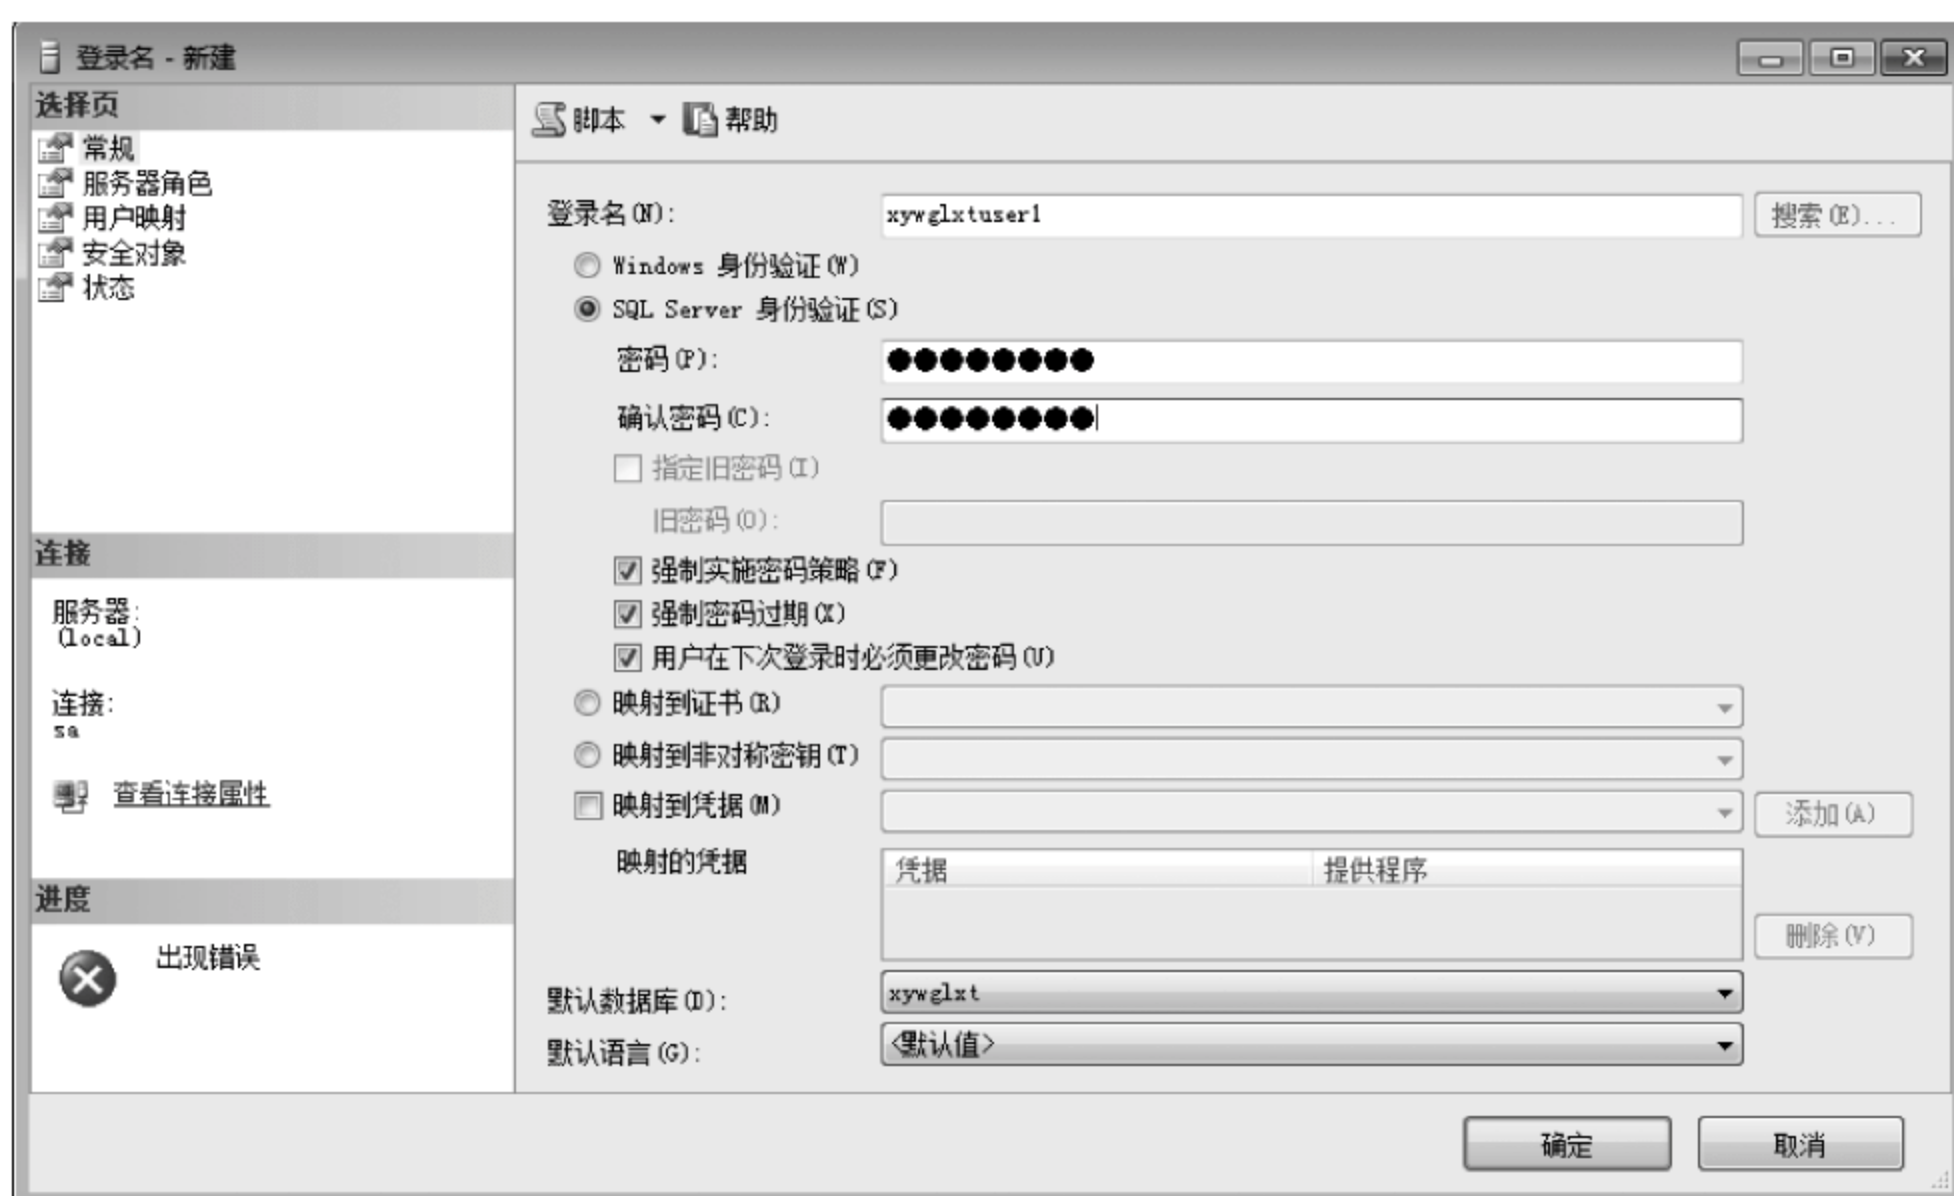 登录名 - 新建
选择页
常规
服务器角色
用户映射
安全对象
状态
连接
服务器:
(local)
连接:
sa
查看连接属性
进度
出现错误
脚本 帮助
登录名(N): xywglxtuser1 搜索(E)...
Windows 身份验证(W)
SQL Server 身份验证(S)
密码(P): ●●●●●●●●
确认密码(C): ●●●●●●●●
指定旧密码(I)
旧密码(O):
强制实施密码策略(F)
强制密码过期(X)
用户在下次登录时必须更改密码(U)
映射到证书(R)
映射到非对称密钥(T)
映射到凭据(M) 添加(A)
映射的凭据 凭据 提供程序
删除(V)
默认数据库(D): xywglxt
默认语言(G): <默认值>
确定 取消